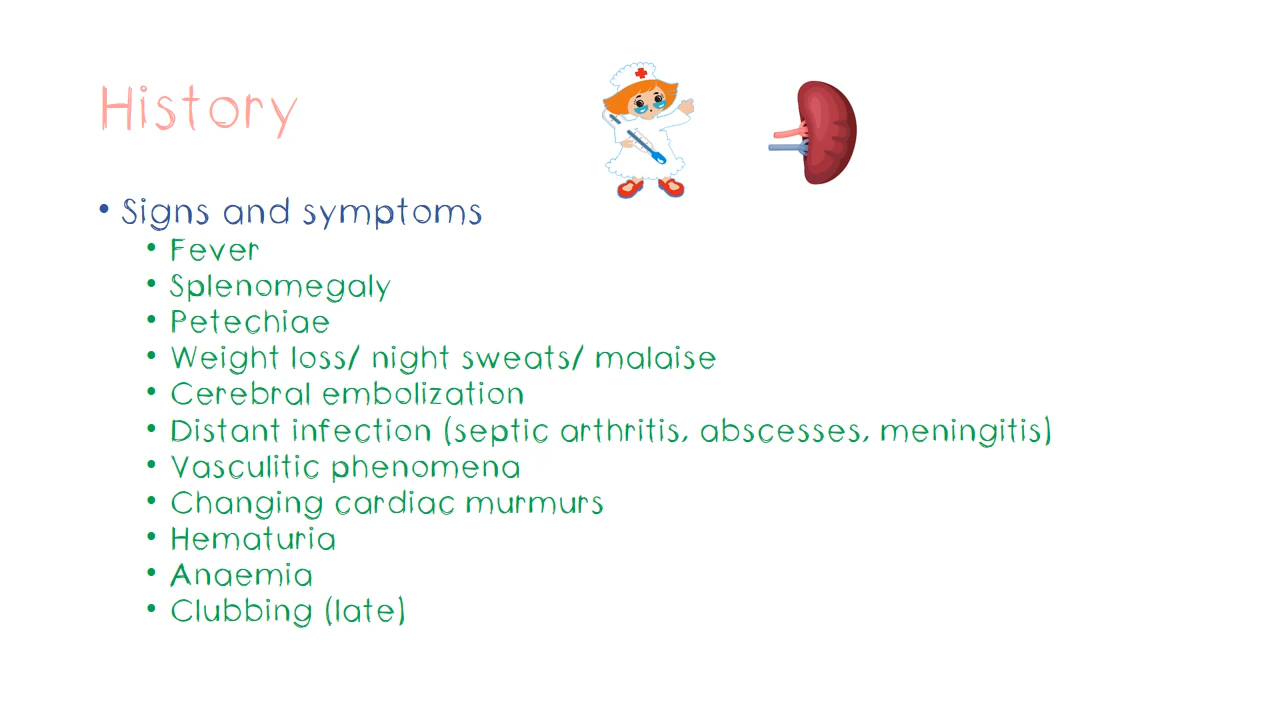 History
• Signs and symptoms
• Fever
• Splenomegaly
• Petechiae
• Weight loss/ night sweats/ malaise
• Cerebral embolization
• Distant infection (septic arthritis, abscesses, meningitis)
• Vasculitic phenomena
• Changing cardiac murmurs
• Hematuria
• Anaemia
• Clubbing (late)